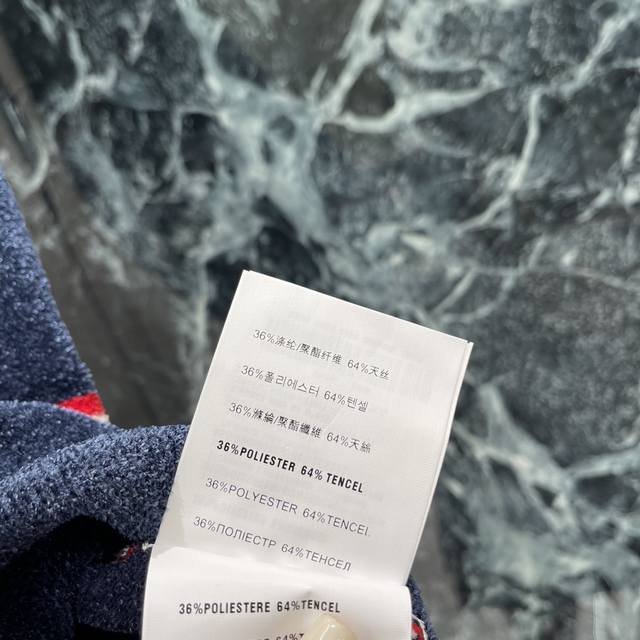 36%涤纶/聚酯纤维 64%天丝
36%폴리에스터 64%텐셀
36%滌綸/聚酯纖維 64%天絲
36%POLIESTER 64%TENCEL
36%POLYESTER 64%TENCEL
36%ПОЛІЕСТР 64%ТЕНСЕЛ
36%POLIESTERE 64%TENCEL